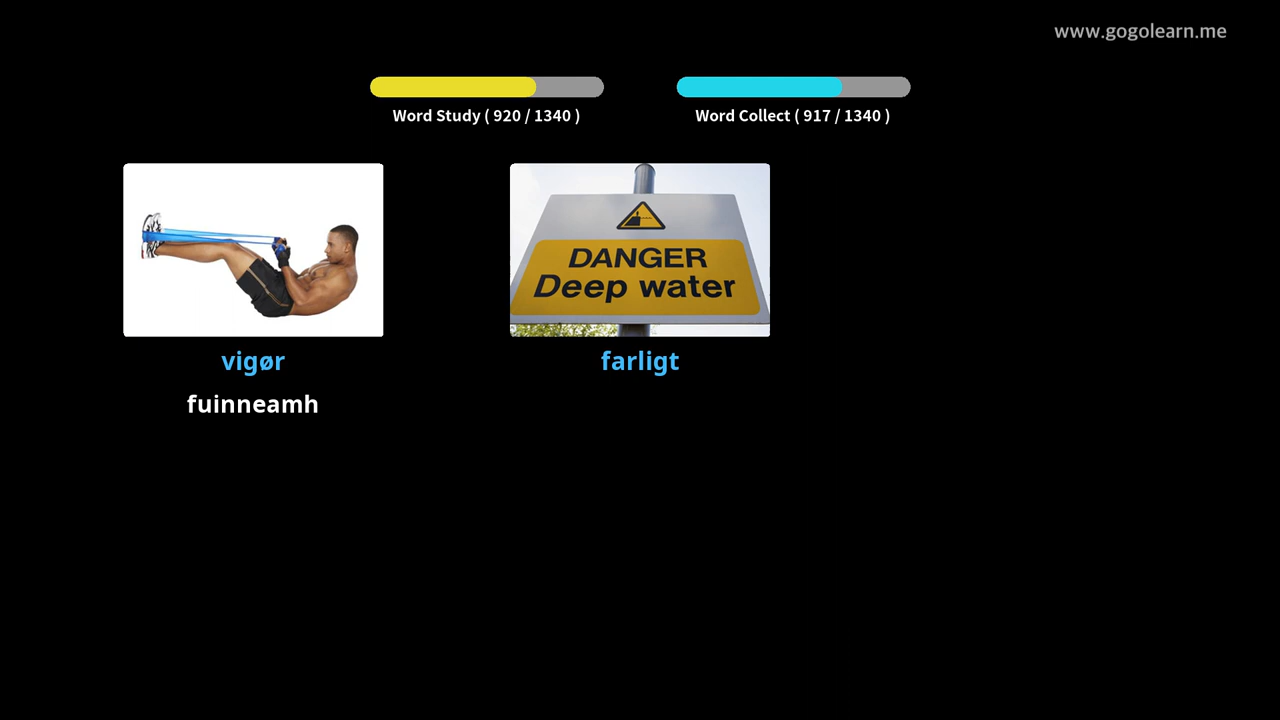 www.gogolearn.me
Word Study ( 920 / 1340 )
Word Collect ( 917 / 1340 )
DANGER
Deep water
vigør
farligt
fuinneamh